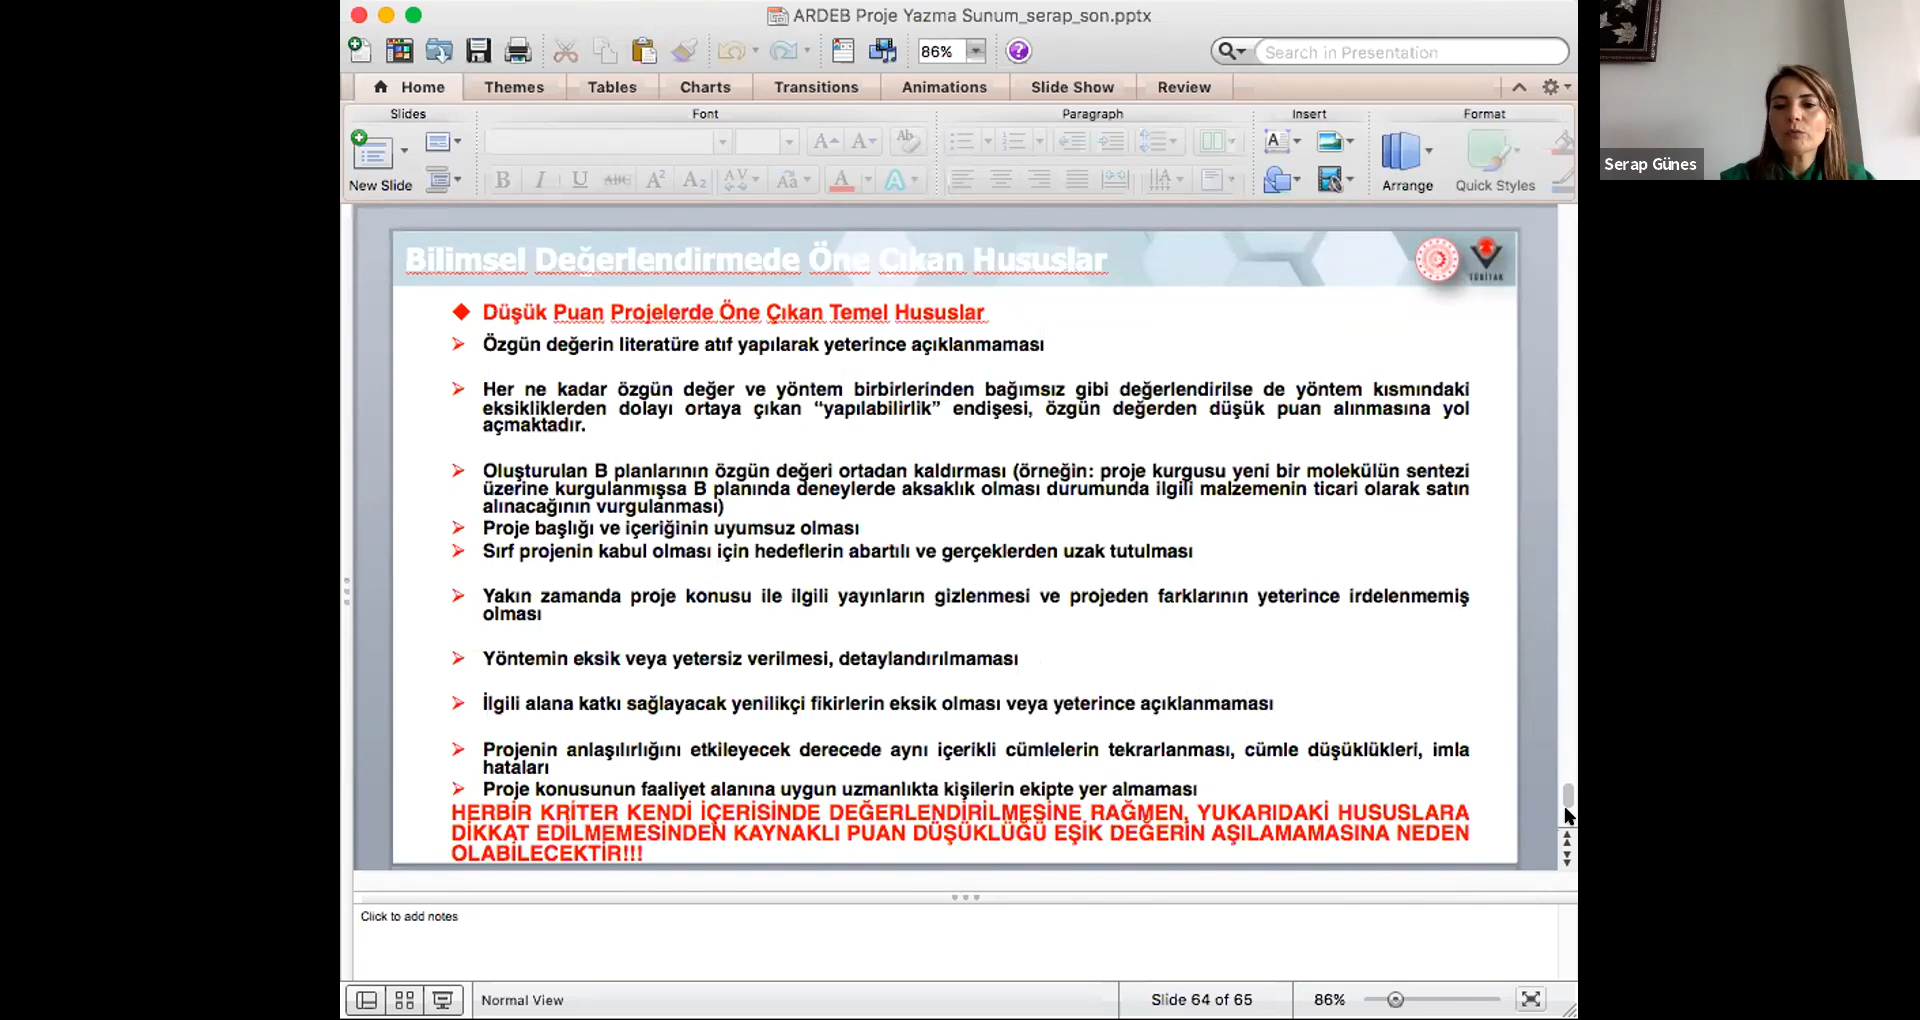 ARDEB Proje Yazma Sunum_serap_son.pptx
86%
Search in Presentation
Home
Themes
Tables
Charts
Transitions
Animations
Slide Show
Review
Slides
Font
Paragraph
Insert
Format
New Slide
Arrange
Quick Styles
Serap Günes
Bilimsel Değerlendirmede Öne Çıkan Hususlar
TÜBİTAK
Düşük Puan Projelerde Öne Çıkan Temel Hususlar
Özgün değerin literatüre atıf yapılarak yeterince açıklanmaması
Her ne kadar özgün değer ve yöntem birbirlerinden bağımsız gibi değerlendirilse de yöntem kısmındaki
eksikliklerden dolayı ortaya çıkan “yapılabilirlik” endişesi, özgün değerden düşük puan alınmasına yol
açmaktadır.
Oluşturulan B planlarının özgün değeri ortadan kaldırması (örneğin: proje kurgusu yeni bir molekülün sentezi
üzerine kurgulanmışsa B planında deneylerde aksaklık olması durumunda ilgili malzemenin ticari olarak satın
alınacağının vurgulanması)
Proje başlığı ve içeriğinin uyumsuz olması
Sırf projenin kabul olması için hedeflerin abartılı ve gerçeklerden uzak tutulması
Yakın zamanda proje konusu ile ilgili yayınların gizlenmesi ve projeden farklarının yeterince irdelenmemiş
olması
Yöntemin eksik veya yetersiz verilmesi, detaylandırılmaması
İlgili alana katkı sağlayacak yenilikçi fikirlerin eksik olması veya yeterince açıklanmaması
Projenin anlaşılırlığını etkileyecek derecede aynı içerikli cümlelerin tekrarlanması, cümle düşüklükleri, imla
hataları
Proje konusunun faaliyet alanına uygun uzmanlıkta kişilerin ekipte yer almaması
HERBİR KRİTER KENDİ İÇERİSİNDE DEĞERLENDİRİLMESİNE RAĞMEN, YUKARIDAKİ HUSUSLARA
DİKKAT EDİLMEMESİNDEN KAYNAKLI PUAN DÜŞÜKLÜĞÜ EŞİK DEĞERİN AŞILAMAMASINA NEDEN
OLABİLECEKTİR!!!
Click to add notes
Normal View
Slide 64 of 65
86%